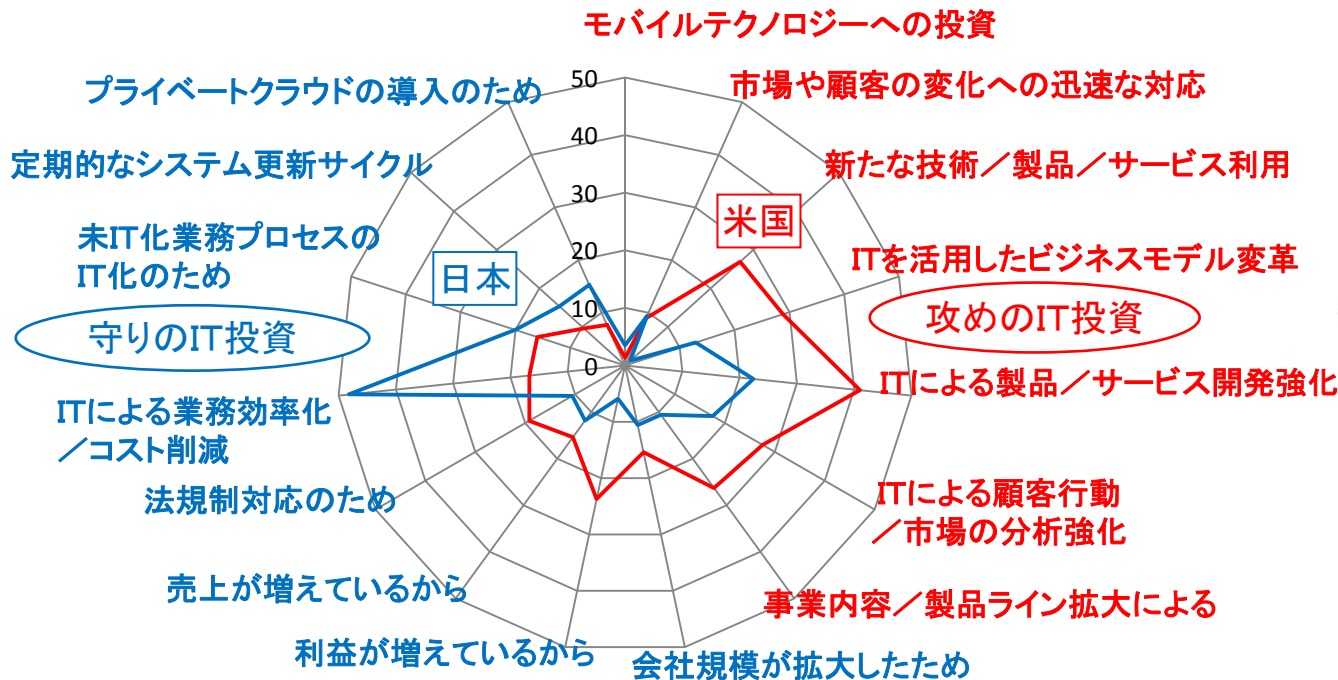 モバイルテクノロジーへの投資
市場や顧客の変化への迅速な対応
新たな技術／製品／サービス利用
ITを活用したビジネスモデル変革
攻めのIT投資
ITによる製品／サービス開発強化
ITによる顧客行動
／市場の分析強化
事業内容／製品ライン拡大による
会社規模が拡大したため
利益が増えているから
売上が増えているから
法規制対応のため
ITによる業務効率化
／コスト削減
守りのIT投資
未IT化業務プロセスの
IT化のため
定期的なシステム更新サイクル
プライベートクラウドの導入のため
50
40
30
20
10
0
米国
日本